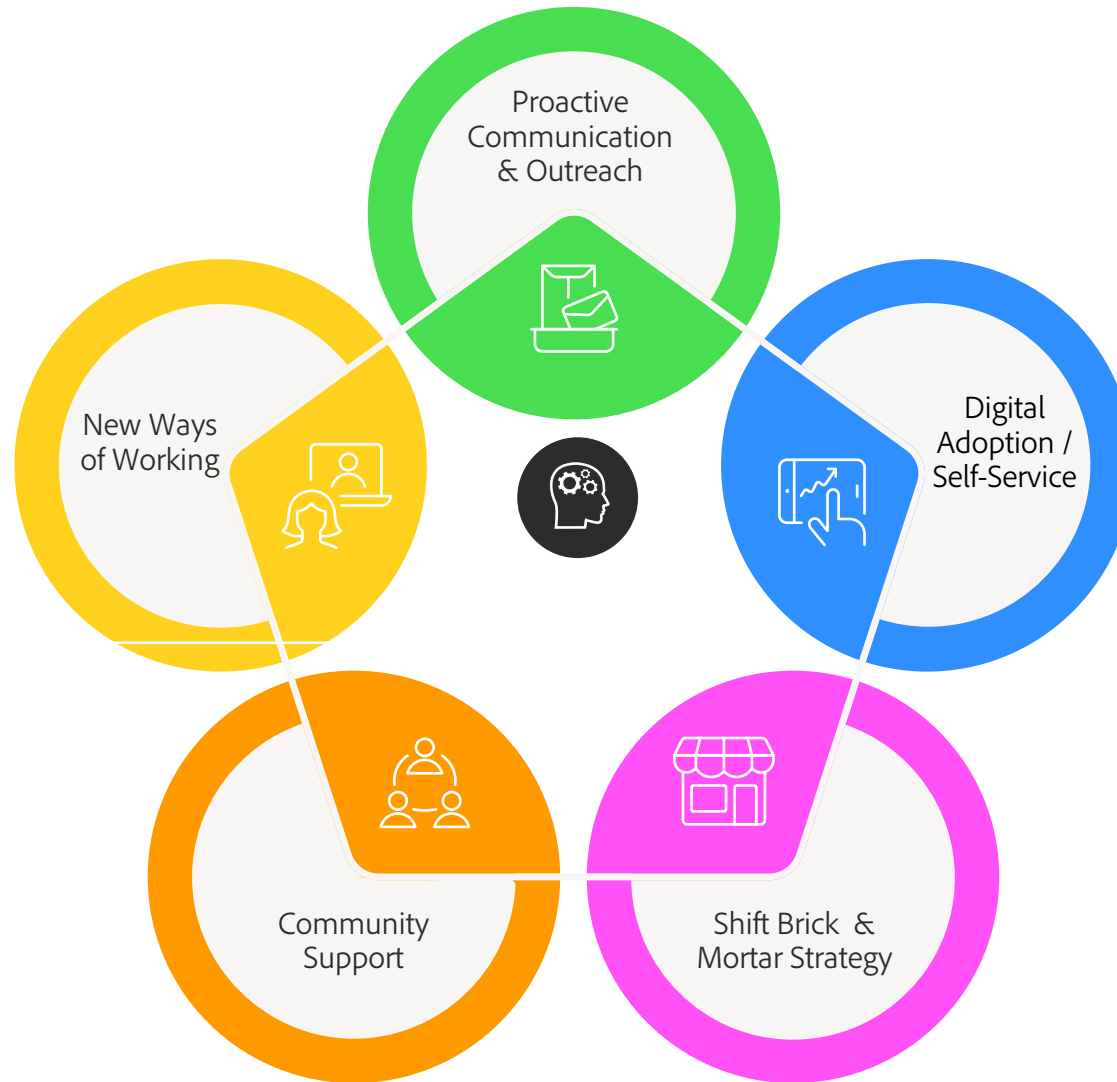 Proactive
Communication
& Outreach
New Ways
of Working
Digital
Adoption /
Self-Service
Community
Support
Shift Brick  &
Mortar Strategy